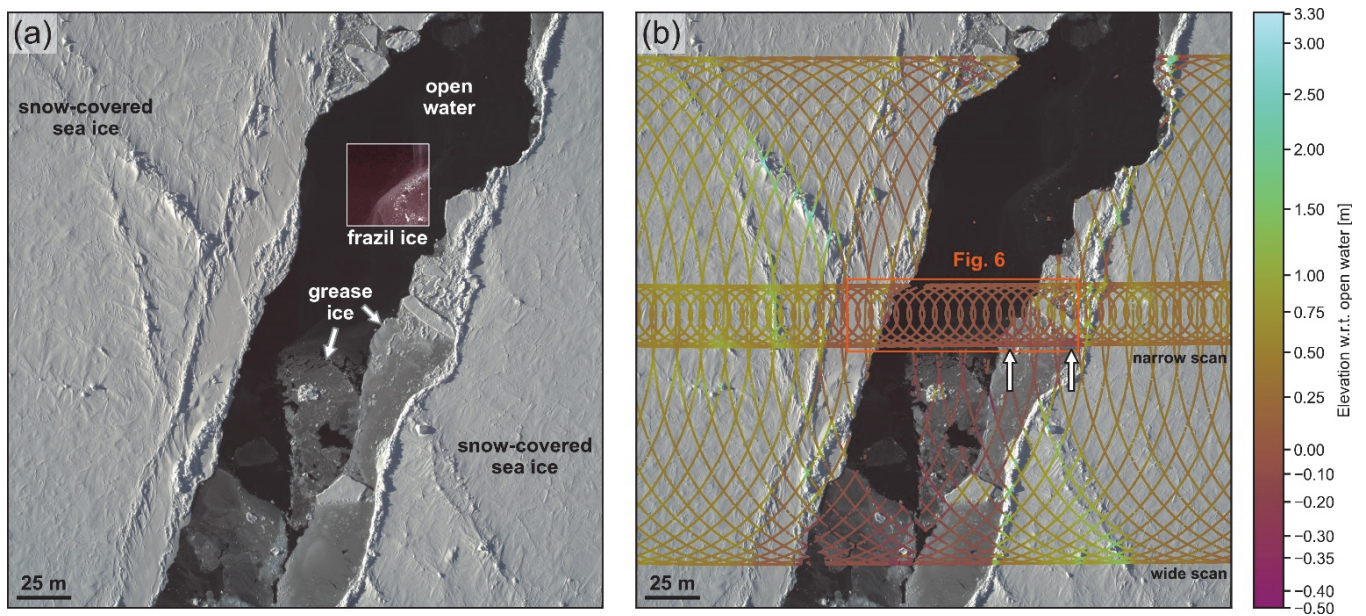 (a)
snow-covered
sea ice
open
water
frazil ice
grease
ice
snow-covered
sea ice
25 m
(b)
Fig. 6
narrow scan
wide scan
25 m
3.30
3.00
2.50
2.00
1.50
1.00
0.75
0.50
0.25
0.00
−0.10
−0.30
−0.35
−0.40
−0.50
Elevation w.r.t. open water [m]